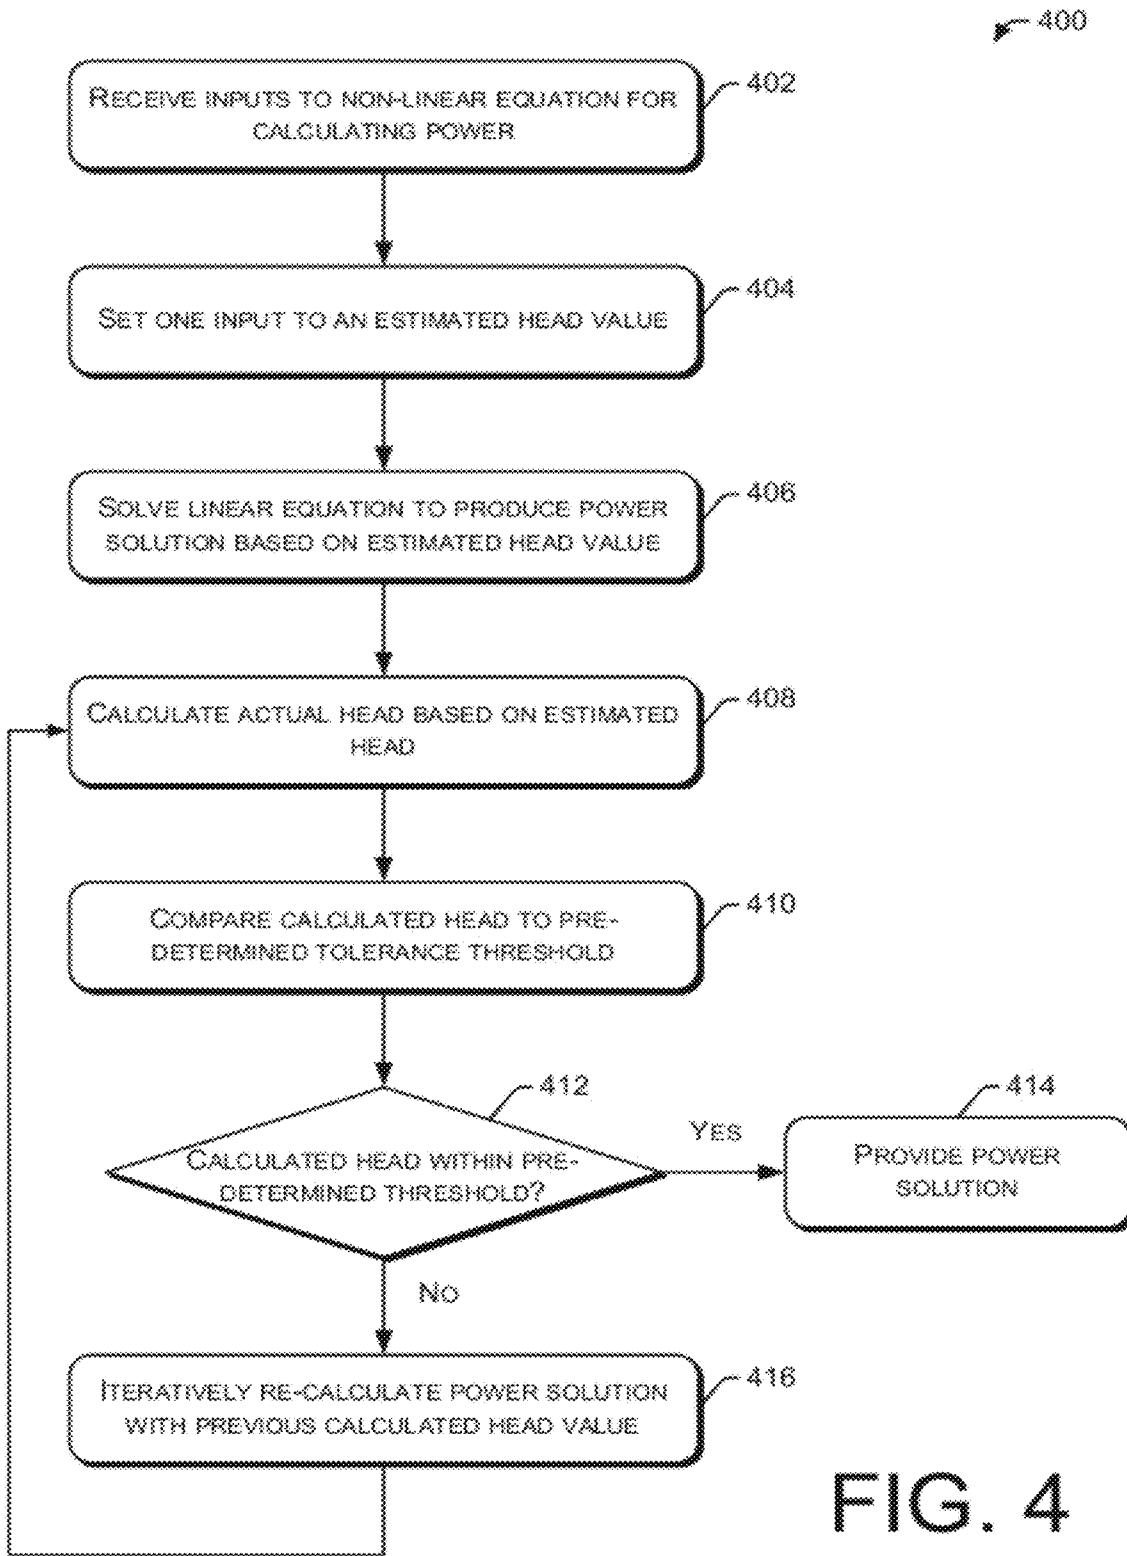 400
RECEIVE INPUTS TO NON-LINEAR EQUATION FOR
CALCULATING POWER
402
SET ONE INPUT TO AN ESTIMATED HEAD VALUE
404
SOLVE LINEAR EQUATION TO PRODUCE POWER
SOLUTION BASED ON ESTIMATED HEAD VALUE
406
CALCULATE ACTUAL HEAD BASED ON ESTIMATED
HEAD
408
COMPARE CALCULATED HEAD TO PRE-
DETERMINED TOLERANCE THRESHOLD
410
CALCULATED HEAD WITHIN PRE-
DETERMINED THRESHOLD?
412
YES
PROVIDE POWER
SOLUTION
414
NO
ITERATIVELY RE-CALCULATE POWER SOLUTION
WITH PREVIOUS CALCULATED HEAD VALUE
416
FIG. 4